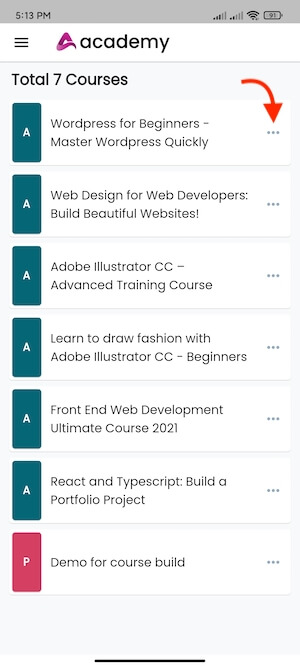 5:13 PM 91
academy
Total 7 Courses
A
Wordpress for Beginners -
Master Wordpress Quickly
A
Web Design for Web Developers:
Build Beautiful Websites!
A
Adobe Illustrator CC –
Advanced Training Course
A
Learn to draw fashion with
Adobe Illustrator CC - Beginners
A
Front End Web Development
Ultimate Course 2021
A
React and Typescript: Build a
Portfolio Project
P
Demo for course build